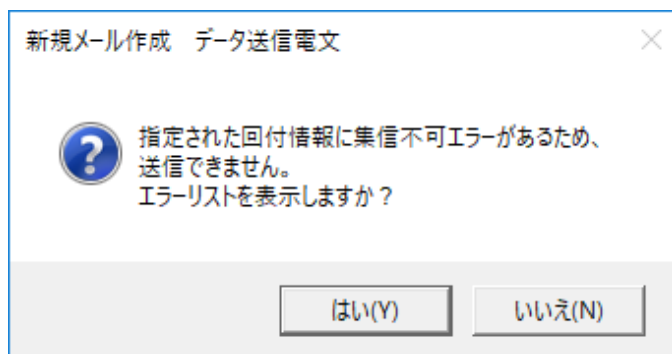 新規メール作成　データ送信電文
指定された回付情報に集信不可エラーがあるため、
送信できません。
エラーリストを表示しますか？
はい(Y)
いいえ(N)